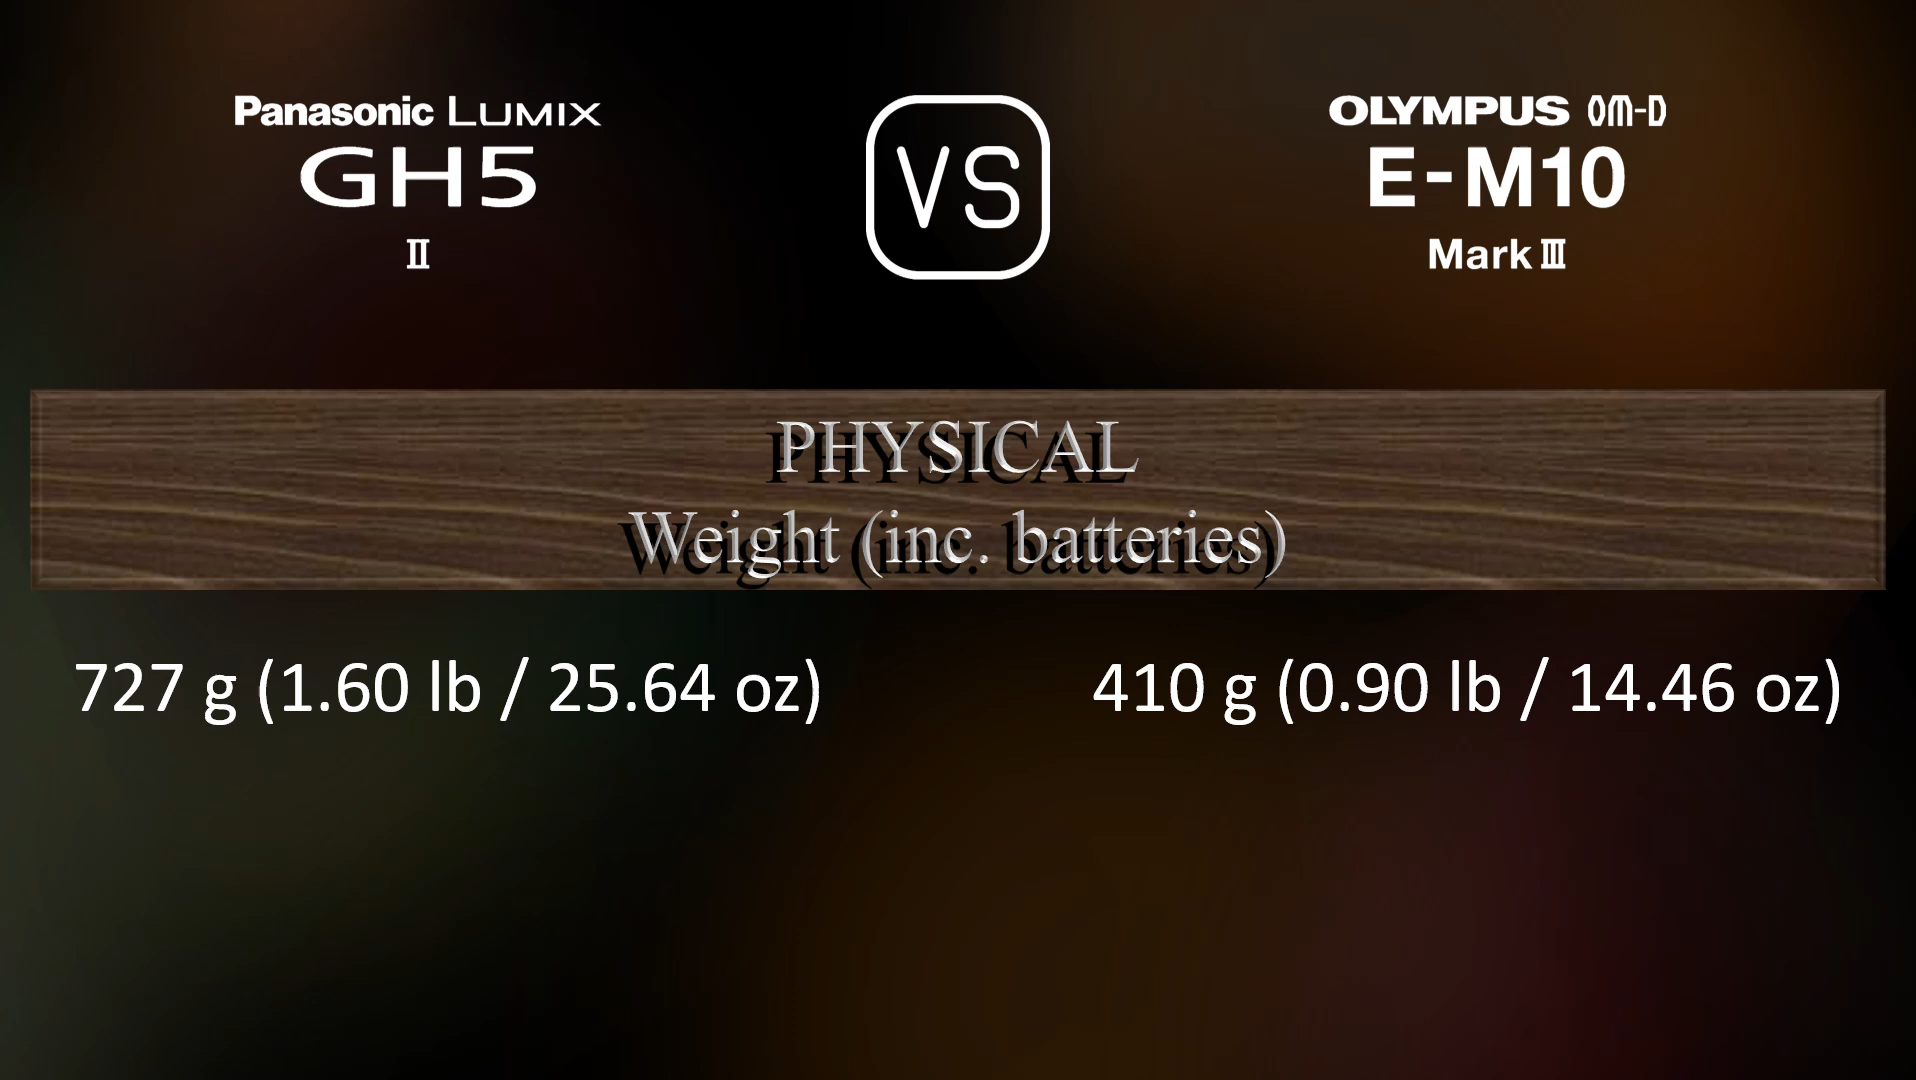 Panasonic LUMIX
GH5
II
VS
OLYMPUS OM-D
E-M10
Mark III
PHYSICAL
Weight (inc. batteries)
727 g (1.60 lb / 25.64 oz)
410 g (0.90 lb / 14.46 oz)